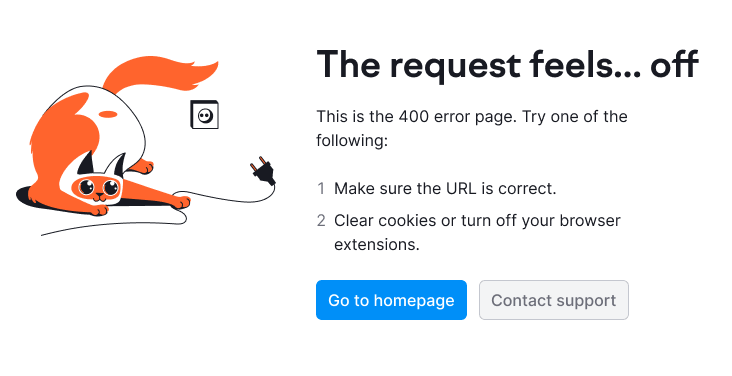 The request feels... off
This is the 400 error page. Try one of the
following:
1 Make sure the URL is correct.
2 Clear cookies or turn off your browser
extensions.
Go to homepage
Contact support